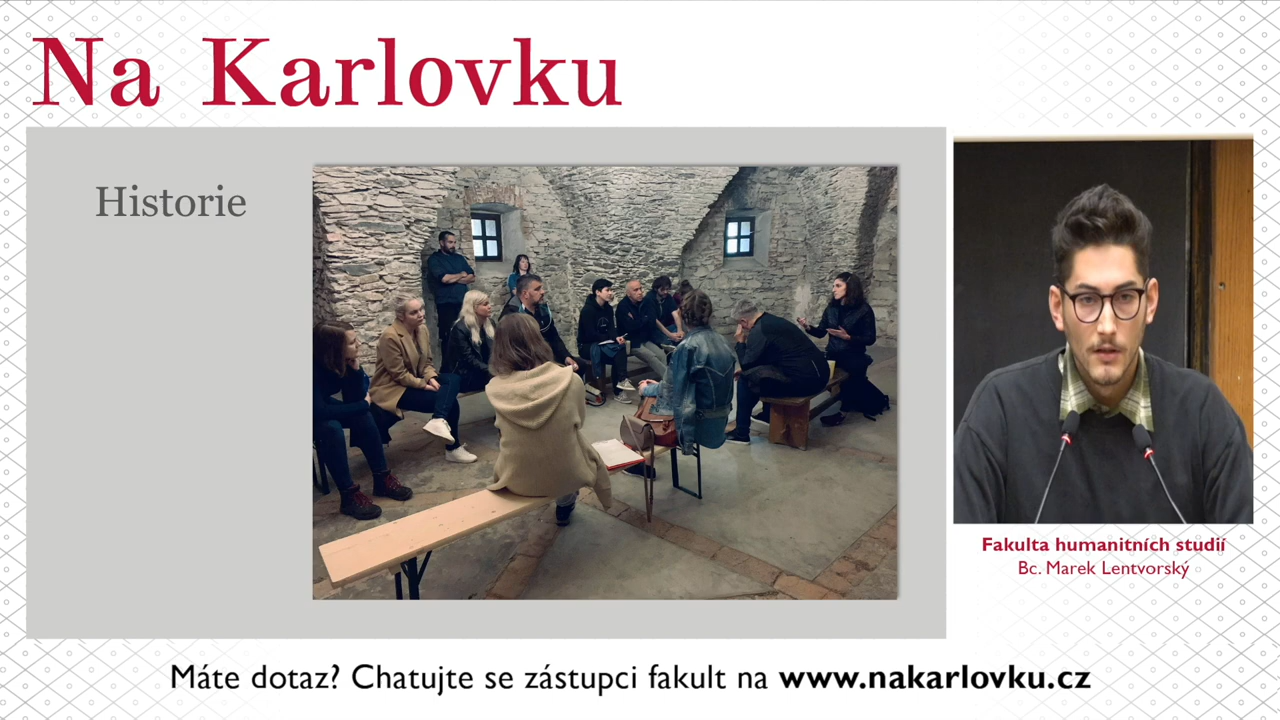 Na Karlovku
Historie
Fakulta humanitních studií
Bc. Marek Lentvorský
Máte dotaz? Chatujte se zástupci fakult na www.nakarlovku.cz